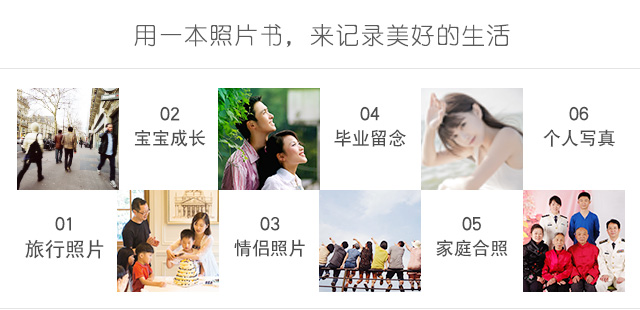 用一本照片书，来记录美好的生活
02
宝宝成长
04
毕业留念
06
个人写真
01
旅行照片
03
情侣照片
05
家庭合照